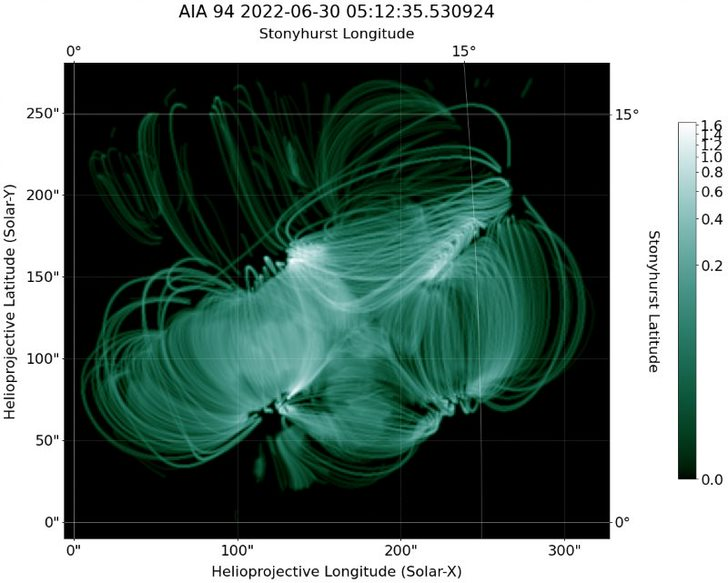 AIA 94 2022-06-30 05:12:35.530924
Stonyhurst Longitude
0° 15°
250" 15°
200"
150"
100"
50"
0" 0°
0" 100" 200" 300"
Helioprojective Longitude (Solar-X)
Helioprojective Latitude (Solar-Y)
Stonyhurst Latitude
1.6
1.4
1.2
1.0
0.8
0.6
0.4
0.2
0.0